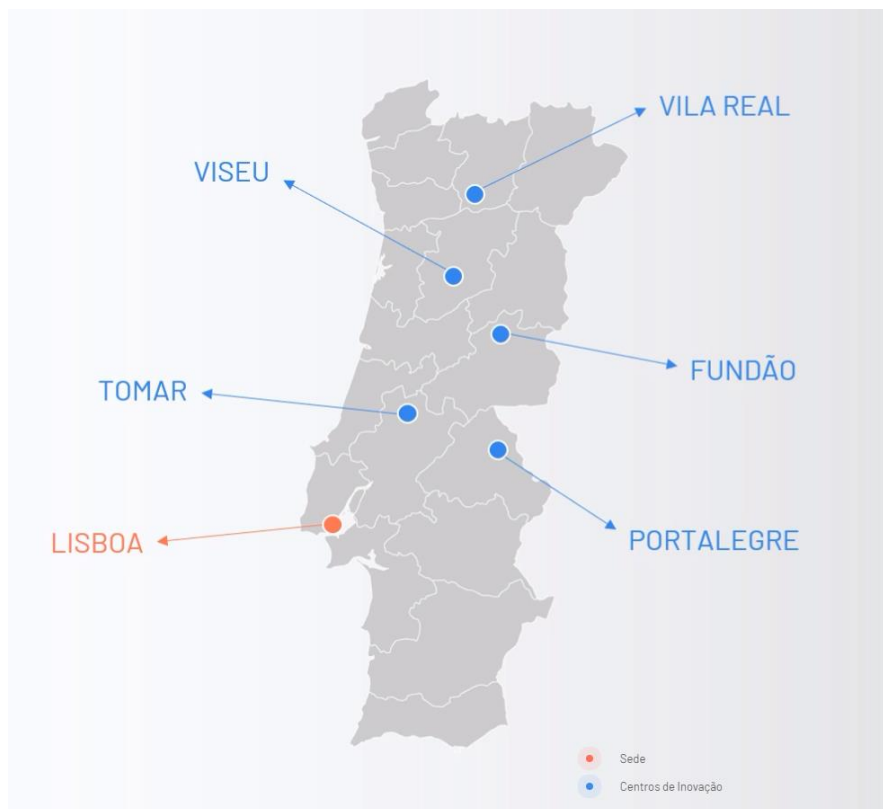 VILA REAL
VISEU
FUNDÃO
TOMAR
LISBOA
PORTALEGRE
Sede
Centros de Inovação